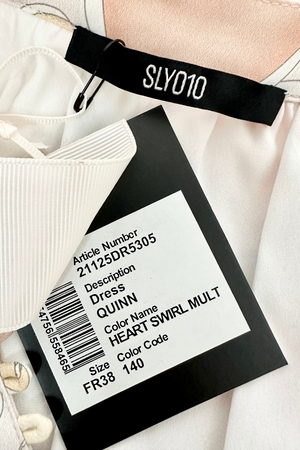 SLY010
Article Number
21125DR5305
Description
Dress
QUINN
Color Name
HEART SWIRL MULT
Size Color Code
FR38 140